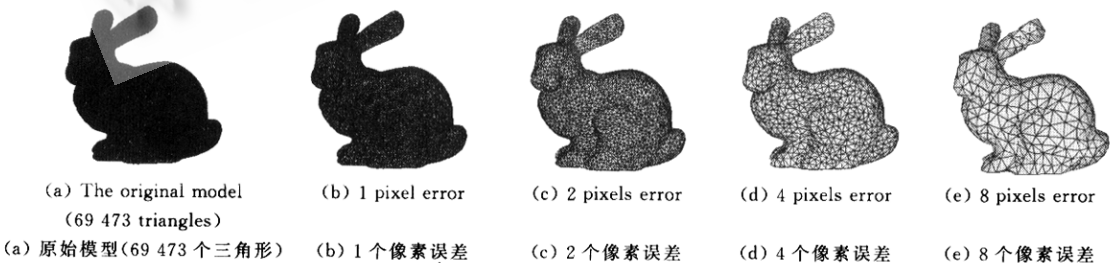 (a) The original model
(69 473 triangles)
(b) 1 pixel error
(c) 2 pixels error
(d) 4 pixels error
(e) 8 pixels error
(a) 原始模型(69 473 个三角形)
(b) 1 个像素误差
(c) 2 个像素误差
(d) 4 个像素误差
(e) 8 个像素误差